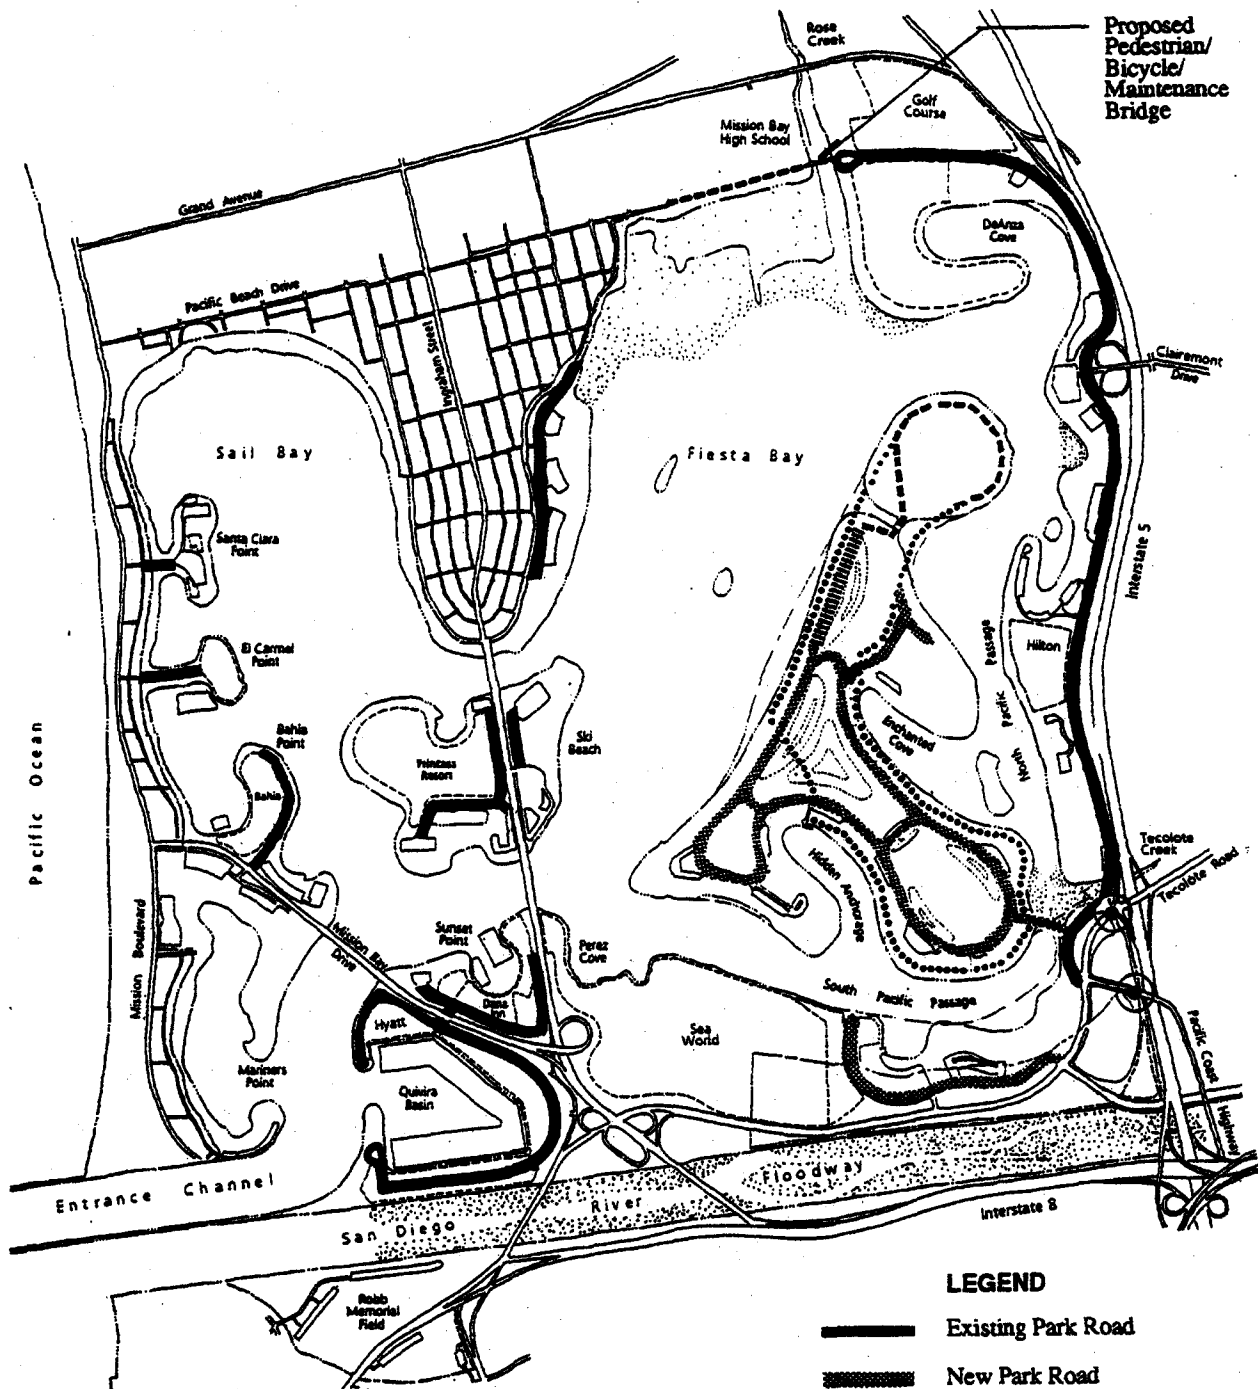 Proposed
Pedestrian/
Bicycle/
Maintenance
Bridge
Rose
Creek
Golf
Course
Mission Bay
High School
Grand Avenue
DeAnza
Cove
Pacific Beach Drive
Ingraham Street
Clairemont
Drive
Sail Bay
Fiesta Bay
Santa Clara
Point
Interstate 5
El Carmel
Point
Hilton
North Pacific Passage
Bahia
Point
Bahia
Princess
Resort
Ski
Beach
Enchanted
Cove
Pacific Ocean
Tecolote
Creek
Tecolote Road
Hidden Anchorage
Mission Boulevard
Mission Bay
Drive
Sunset
Point
Perez
Cove
Dana
Inn
South Pacific Passage
Hyatt
Sea
World
Pacific Coast Highway
Mariners
Point
Quivira
Basin
Entrance Channel
San Diego River Floodway
Interstate 8
Robb
Memorial
Field
LEGEND
Existing Park Road
New Park Road